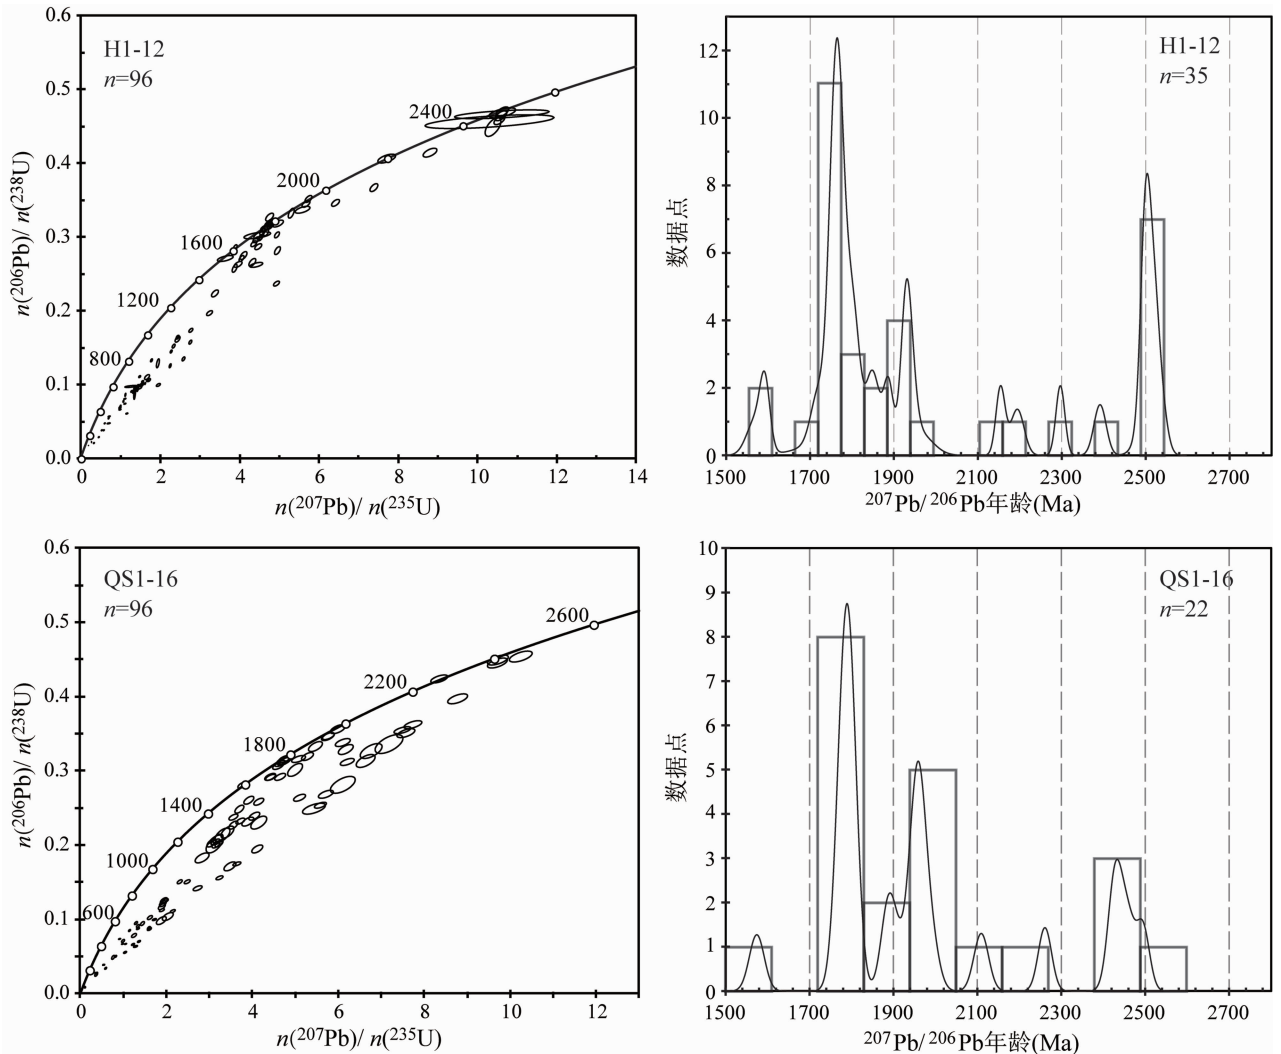 H1-12
n=96
n(206Pb)/ n(238U)
0.6
0.5
0.4
0.3
0.2
0.1
0.0
800
1200
1600
2000
2400
0 2 4 6 8 10 12 14
n(207Pb)/ n(235U)
H1-12
n=35
数据点
12
10
8
6
4
2
0
1500 1700 1900 2100 2300 2500 2700
207Pb/ 206Pb年龄(Ma)
QS1-16
n=96
n(206Pb)/ n(238U)
0.6
0.5
0.4
0.3
0.2
0.1
0.0
600
1000
1400
1800
2200
2600
0 2 4 6 8 10 12
n(207Pb)/ n(235U)
QS1-16
n=22
数据点
10
9
8
7
6
5
4
3
2
1
0
1500 1700 1900 2100 2300 2500 2700
207Pb/ 206Pb年龄(Ma)